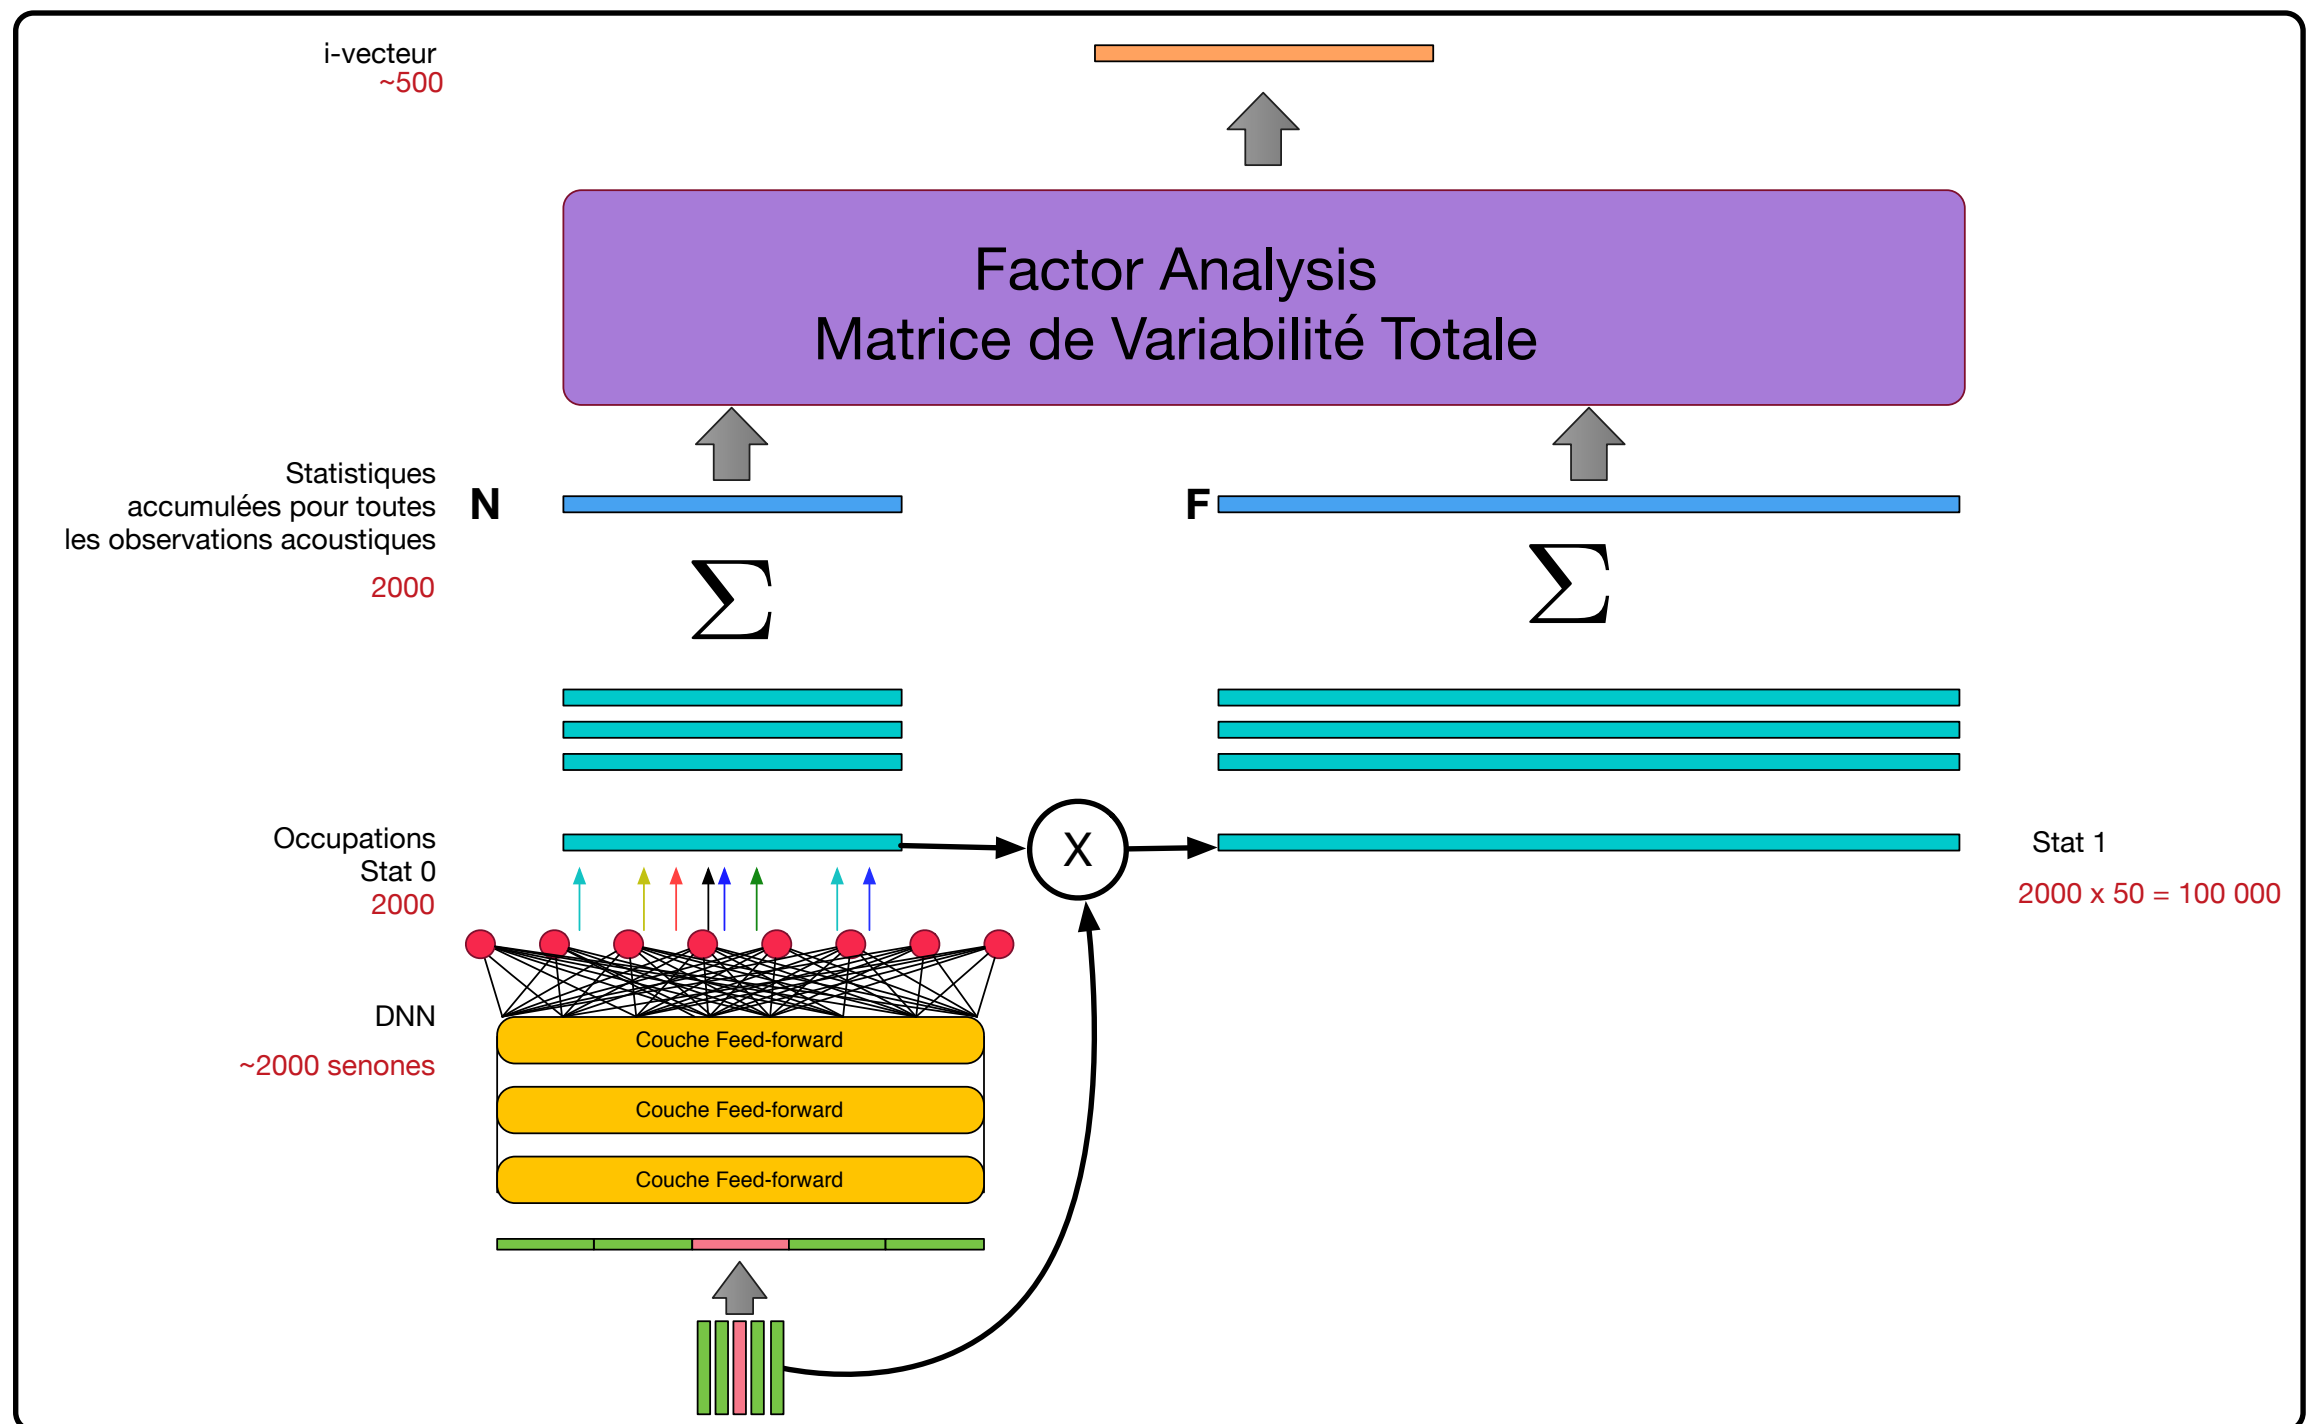 i-vecteur
~500
Factor Analysis
Matrice de Variabilité Totale
Statistiques
accumulées pour toutes
les observations acoustiques
2000
N
F
Σ
Σ
Occupations
Stat 0
2000
X
Stat 1
2000 x 50 = 100 000
DNN
~2000 senones
Couche Feed-forward
Couche Feed-forward
Couche Feed-forward